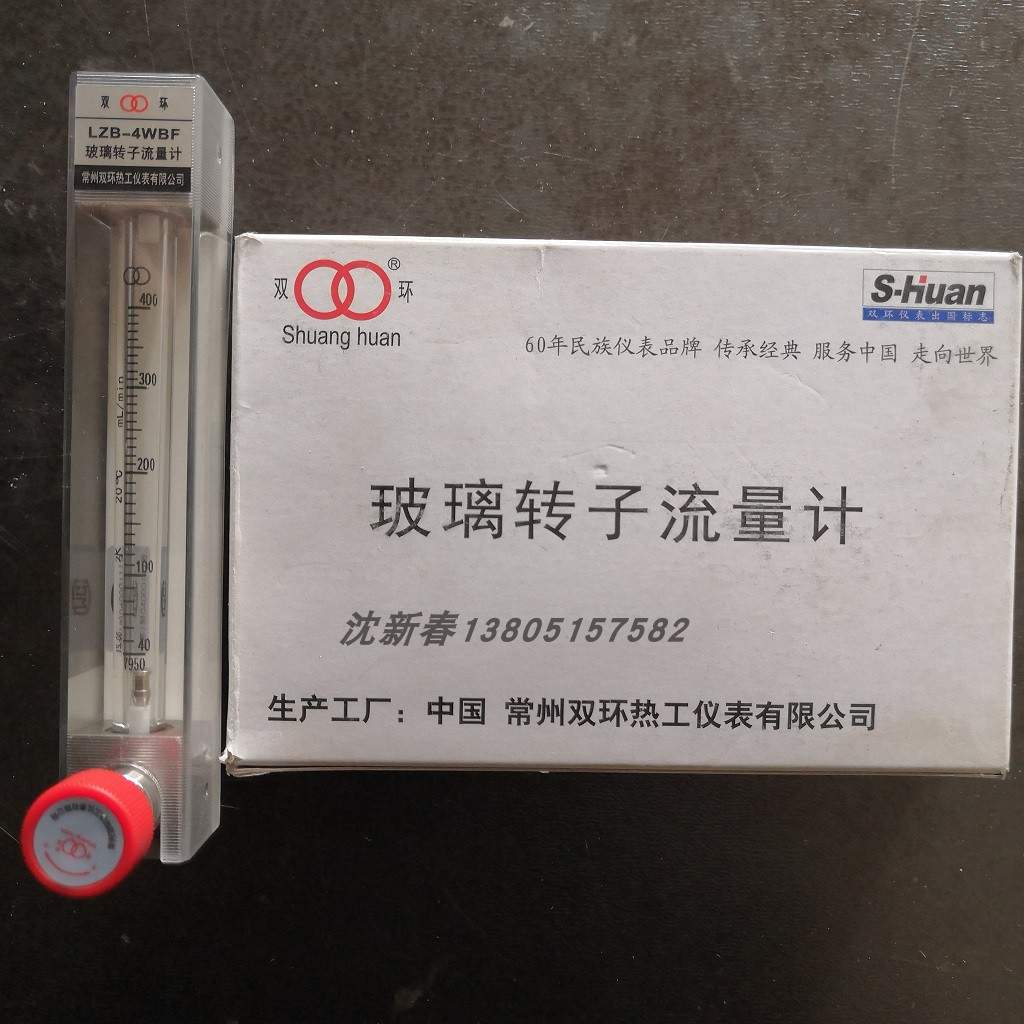 双 环
LZB-4WBF
玻璃转子流量计
常州双环热工仪表有限公司
400
300
mL/min
200
20℃
水
100
40
7950
双 ® 环
Shuang huan
S-Huan
双环仪表出国标志
60年民族仪表品牌 传承经典 服务中国 走向世界
玻璃转子流量计
沈新春13805157582
生产工厂：中国 常州双环热工仪表有限公司